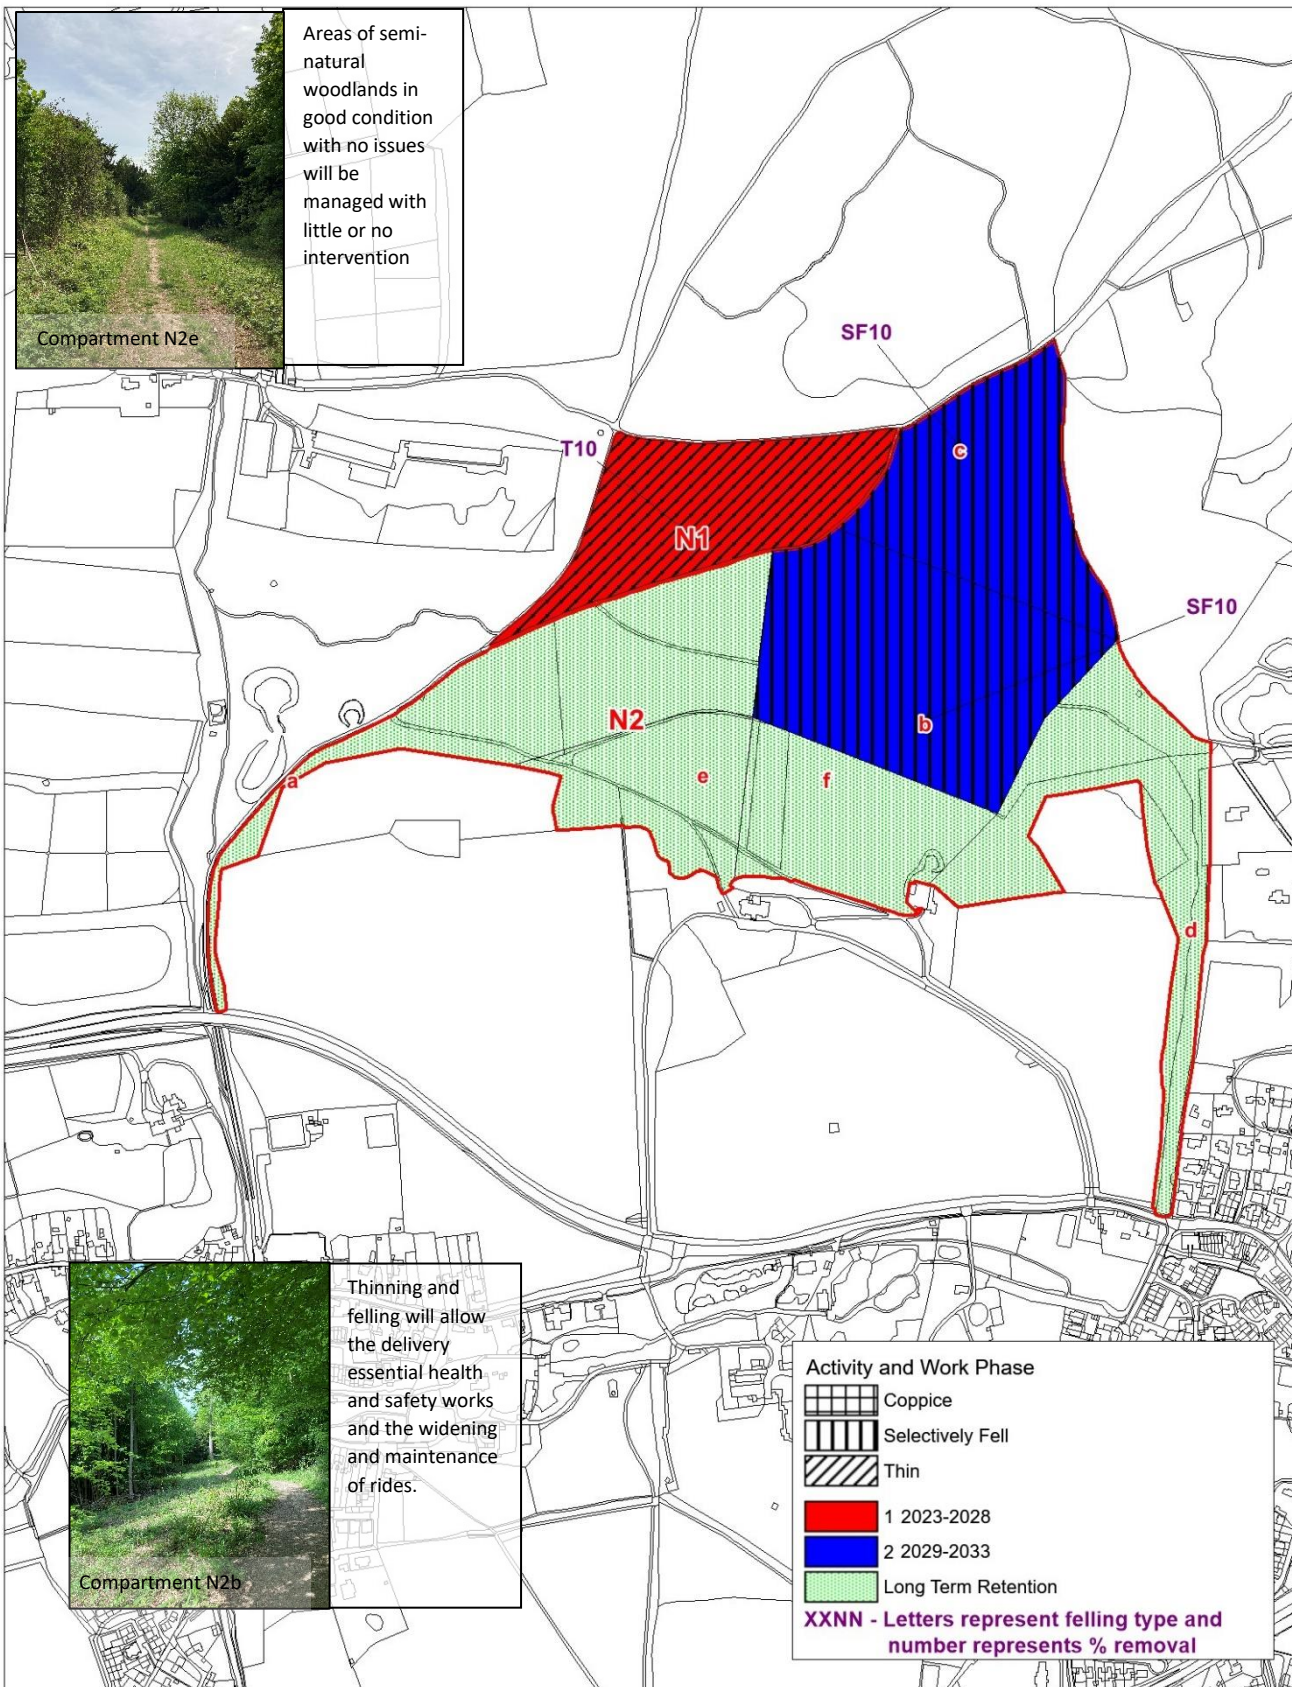 Areas of semi-
natural
woodlands in
good condition
with no issues
will be
managed with
little or no
intervention
Compartment N2e
SF10
c
T10
N1
SF10
N2
b
a
e
f
d
Thinning and
felling will allow
the delivery
essential health
and safety works
and the widening
and maintenance
of rides.
Compartment N2b
Activity and Work Phase
Coppice
Selectively Fell
Thin
1 2023-2028
2 2029-2033
Long Term Retention
XXNN - Letters represent felling type and
number represents % removal